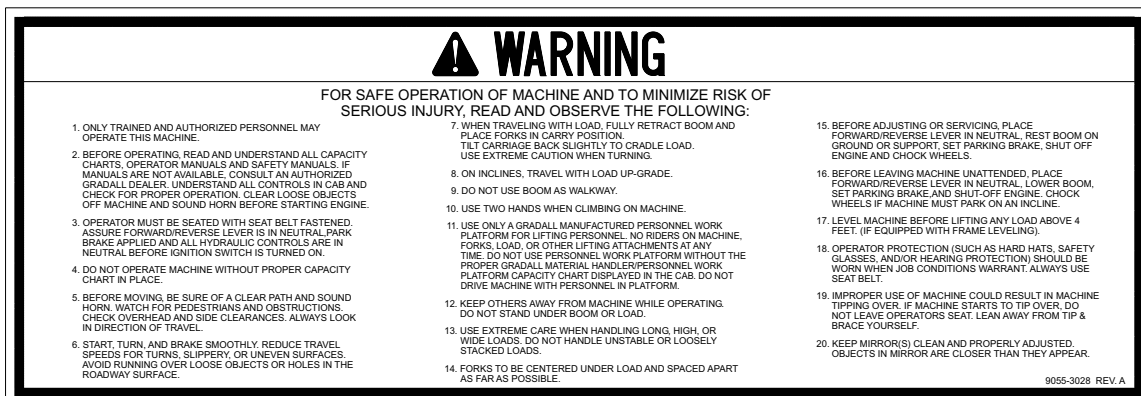 WARNING
FOR SAFE OPERATION OF MACHINE AND TO MINIMIZE RISK OF
SERIOUS INJURY, READ AND OBSERVE THE FOLLOWING:
1. ONLY TRAINED AND AUTHORIZED PERSONNEL MAY
OPERATE THIS MACHINE.
2. BEFORE OPERATING, READ AND UNDERSTAND ALL CAPACITY
CHARTS, OPERATOR MANUALS AND SAFETY MANUALS. IF
MANUALS ARE NOT AVAILABLE, CONSULT AN AUTHORIZED
GRADALL DEALER. UNDERSTAND ALL CONTROLS IN CAB AND
CHECK FOR PROPER OPERATION. CLEAR LOOSE OBJECTS
OFF MACHINE AND SOUND HORN BEFORE STARTING ENGINE.
3. OPERATOR MUST BE SEATED WITH SEAT BELT FASTENED.
ASSURE FORWARD/REVERSE LEVER IS IN NEUTRAL,PARK
BRAKE APPLIED AND ALL HYDRAULIC CONTROLS ARE IN
NEUTRAL BEFORE IGNITION SWITCH IS TURNED ON.
4. DO NOT OPERATE MACHINE WITHOUT PROPER CAPACITY
CHART IN PLACE.
5. BEFORE MOVING, BE SURE OF A CLEAR PATH AND SOUND
HORN. WATCH FOR PEDESTRIANS AND OBSTRUCTIONS.
CHECK OVERHEAD AND SIDE CLEARANCES. ALWAYS LOOK
IN DIRECTION OF TRAVEL.
6. START, TURN, AND BRAKE SMOOTHLY. REDUCE TRAVEL
SPEEDS FOR TURNS, SLIPPERY, OR UNEVEN SURFACES.
AVOID RUNNING OVER LOOSE OBJECTS OR HOLES IN THE
ROADWAY SURFACE.
7. WHEN TRAVELING WITH LOAD, FULLY RETRACT BOOM AND
PLACE FORKS IN CARRY POSITION.
TILT CARRIAGE BACK SLIGHTLY TO CRADLE LOAD.
USE EXTREME CAUTION WHEN TURNING.
8. ON INCLINES, TRAVEL WITH LOAD UP-GRADE.
9. DO NOT USE BOOM AS WALKWAY.
10. USE TWO HANDS WHEN CLIMBING ON MACHINE.
11. USE ONLY A GRADALL MANUFACTURED PERSONNEL WORK
PLATFORM FOR LIFTING PERSONNEL. NO RIDERS ON MACHINE,
FORKS, LOAD, OR OTHER LIFTING ATTACHMENTS AT ANY
TIME. DO NOT USE PERSONNEL WORK PLATFORM WITHOUT THE
PROPER GRADALL MATERIAL HANDLER/PERSONNEL WORK
PLATFORM CAPACITY CHART DISPLAYED IN THE CAB. DO NOT
DRIVE MACHINE WITH PERSONNEL IN PLATFORM.
12. KEEP OTHERS AWAY FROM MACHINE WHILE OPERATING.
DO NOT STAND UNDER BOOM OR LOAD.
13. USE EXTREME CARE WHEN HANDLING LONG, HIGH, OR
WIDE LOADS. DO NOT HANDLE UNSTABLE OR LOOSELY
STACKED LOADS.
14. FORKS TO BE CENTERED UNDER LOAD AND SPACED APART
AS FAR AS POSSIBLE.
15. BEFORE ADJUSTING OR SERVICING, PLACE
FORWARD/REVERSE LEVER IN NEUTRAL, REST BOOM ON
GROUND OR SUPPORT, SET PARKING BRAKE, SHUT OFF
ENGINE AND CHOCK WHEELS.
16. BEFORE LEAVING MACHINE UNATTENDED, PLACE
FORWARD/REVERSE LEVER IN NEUTRAL, LOWER BOOM,
SET PARKING BRAKE AND SHUT-OFF ENGINE. CHOCK
WHEELS IF MACHINE MUST PARK ON AN INCLINE.
17. LEVEL MACHINE BEFORE LIFTING ANY LOAD ABOVE 4
FEET. (IF EQUIPPED WITH FRAME LEVELING).
18. OPERATOR PROTECTION (SUCH AS HARD HATS, SAFETY
GLASSES, AND/OR HEARING PROTECTION) SHOULD BE
WORN WHEN JOB CONDITIONS WARRANT. ALWAYS USE
SEAT BELT.
19. IMPROPER USE OF MACHINE COULD RESULT IN MACHINE
TIPPING OVER. IF MACHINE STARTS TO TIP OVER, DO
NOT LEAVE OPERATORS SEAT. LEAN AWAY FROM TIP &
BRACE YOURSELF.
20. KEEP MIRROR(S) CLEAN AND PROPERLY ADJUSTED.
OBJECTS IN MIRROR ARE CLOSER THAN THEY APPEAR.
9055-3028 REV. A